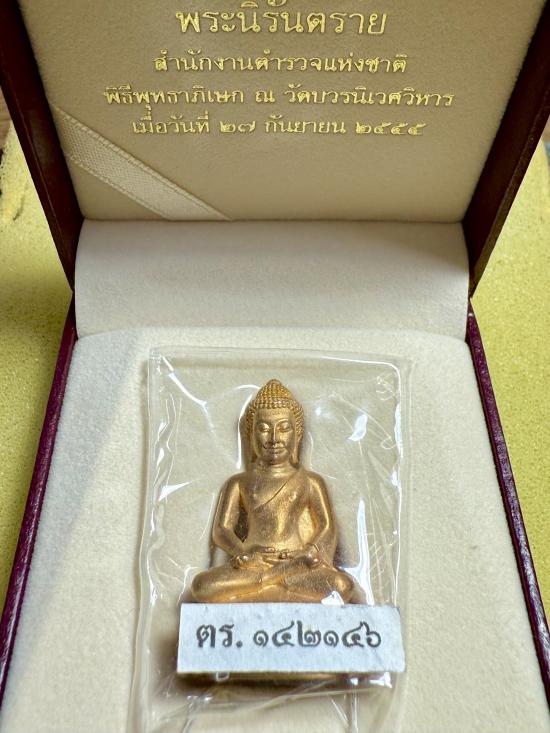 พระนิรันตราย
สำนักงานตำรวจแห่งชาติ
พิธีพุทธาภิเษก ณ วัดบวรนิเวศวิหาร
เมื่อวันที่ ๒๗ กันยายน ๒๕๕๕
ตร. ๑๔๒๑๔๖